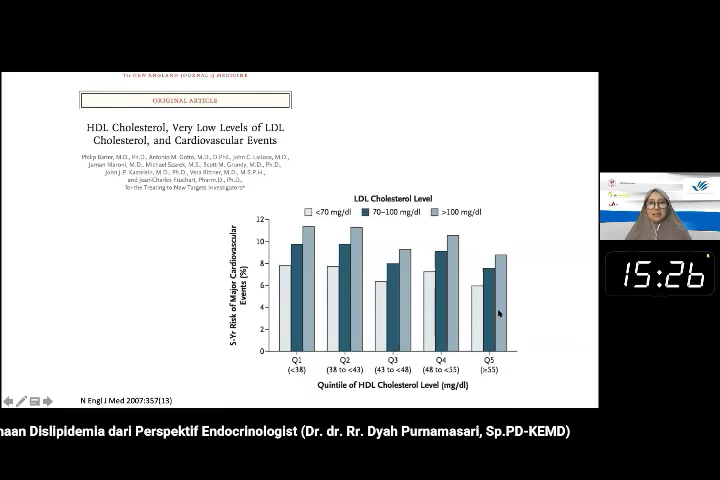 The NEW ENGLAND JOURNAL of MEDICINE
ORIGINAL ARTICLE
HDL Cholesterol, Very Low Levels of LDL
Cholesterol, and Cardiovascular Events
Philip Barter, M.D., Ph.D., Antonio M. Gotto, M.D., D.Phil., John C. LaRosa, M.D.,
Jaman Maroni, M.D., Michael Szarek, M.S., Scott M. Grundy, M.D., Ph.D.,
John J.P. Kastelein, M.D., Ph.D., Vera Bittner, M.D., M.S.P.H.,
and Jean-Charles Fruchart, Pharm.D., Ph.D.,
for the Treating to New Targets Investigators*
LDL Cholesterol Level
<70 mg/dl 70–100 mg/dl >100 mg/dl
5-Yr Risk of Major Cardiovascular
Events (%)
12
10
8
6
4
2
0
Q1 Q2 Q3 Q4 Q5
(<38) (38 to <43) (43 to <48) (48 to <55) (≥55)
Quintile of HDL Cholesterol Level (mg/dl)
N Engl J Med 2007:357(13)
15:26
naan Dislipidemia dari Perspektif Endocrinologist (Dr. dr. Rr. Dyah Purnamasari, Sp.PD-KEMD)